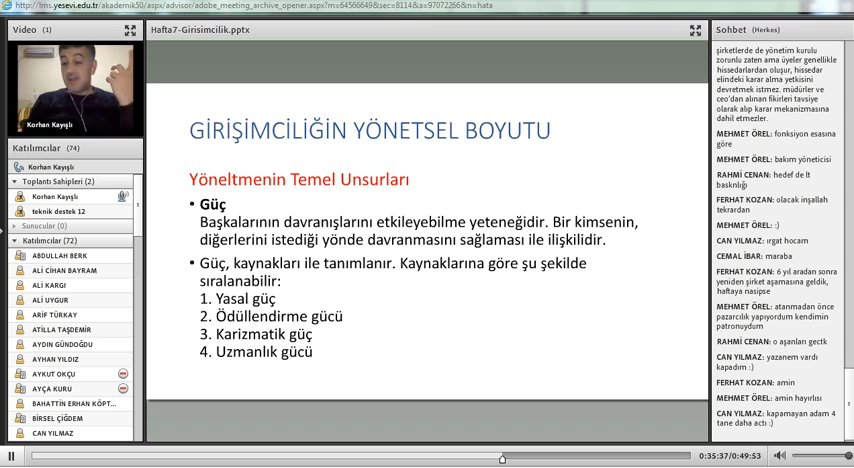 http://lms.yesevi.edu.tr/akademik50/aspx/advisor/adobe_meeting_archive_opener.aspx?m=64566649&sec=8114&a=97072266&n=hata
Video (1)
Korhan Kayışlı
Katılımcılar (74)
Korhan Kayışlı
Toplantı Sahipleri (2)
Korhan Kayışlı
teknik destek 12
Sunucular (0)
Katılımcılar (72)
ABDULLAH BERK
ALİ CİHAN BAYRAM
ALİ KARGI
ALİ UYGUR
ARİF TÜRKAY
ATİLLA TAŞDEMİR
AYDIN GÜNDOĞDU
AYHAN YILDIZ
AYKUT OKÇU
AYÇA KURU
BAHATTİN ERHAN KÖPT...
BİRSEL ÇİĞDEM
CAN YILMAZ
Hafta7-Girisimcilik.pptx
GİRİŞİMCİLİĞİN YÖNETSEL BOYUTU
Yöneltmenin Temel Unsurları
• Güç
Başkalarının davranışlarını etkileyebilme yeteneğidir. Bir kimsenin,
diğerlerini istediği yönde davranmasını sağlaması ile ilişkilidir.
• Güç, kaynakları ile tanımlanır. Kaynaklarına göre şu şekilde
sıralanabilir:
1. Yasal güç
2. Ödüllendirme gücü
3. Karizmatik güç
4. Uzmanlık gücü
Sohbet (Herkes)
şirketlerde de yönetim kurulu
zorunlu zaten ama üyeler genellikle
hissedarlardan oluşur, hissedar
elindeki karar alma yetkisini
devretmek istmez. müdürler ve
ceo'dan alınan fikirleri tavsiye
olarak alıp karar mekanizmasına
dahil etmezler.
MEHMET ÖREL: fonksiyon esasına
göre
MEHMET ÖREL: bakım yöneticisi
RAHMİ CENAN: hedef de lt
baskınlığı
FERHAT KOZAN: olacak inşallah
tekrardan
MEHMET ÖREL: :)
CAN YILMAZ: ırgat hocam
CEMAL İBAR: maraba
FERHAT KOZAN: 6 yıl aradan sonra
yeniden şirket aşamasına geldik,
haftaya nasipse
MEHMET ÖREL: atanmadan önce
pazarcılık yapıyordum kendimin
patronuydum
RAHMİ CENAN: o aşanları gectk
CAN YILMAZ: yazanem vardı
kapadım :)
FERHAT KOZAN: amin
MEHMET ÖREL: amin hayırlısı
CAN YILMAZ: kapamayan adam 4
tane daha actı :)
0:35:37/0:49:53